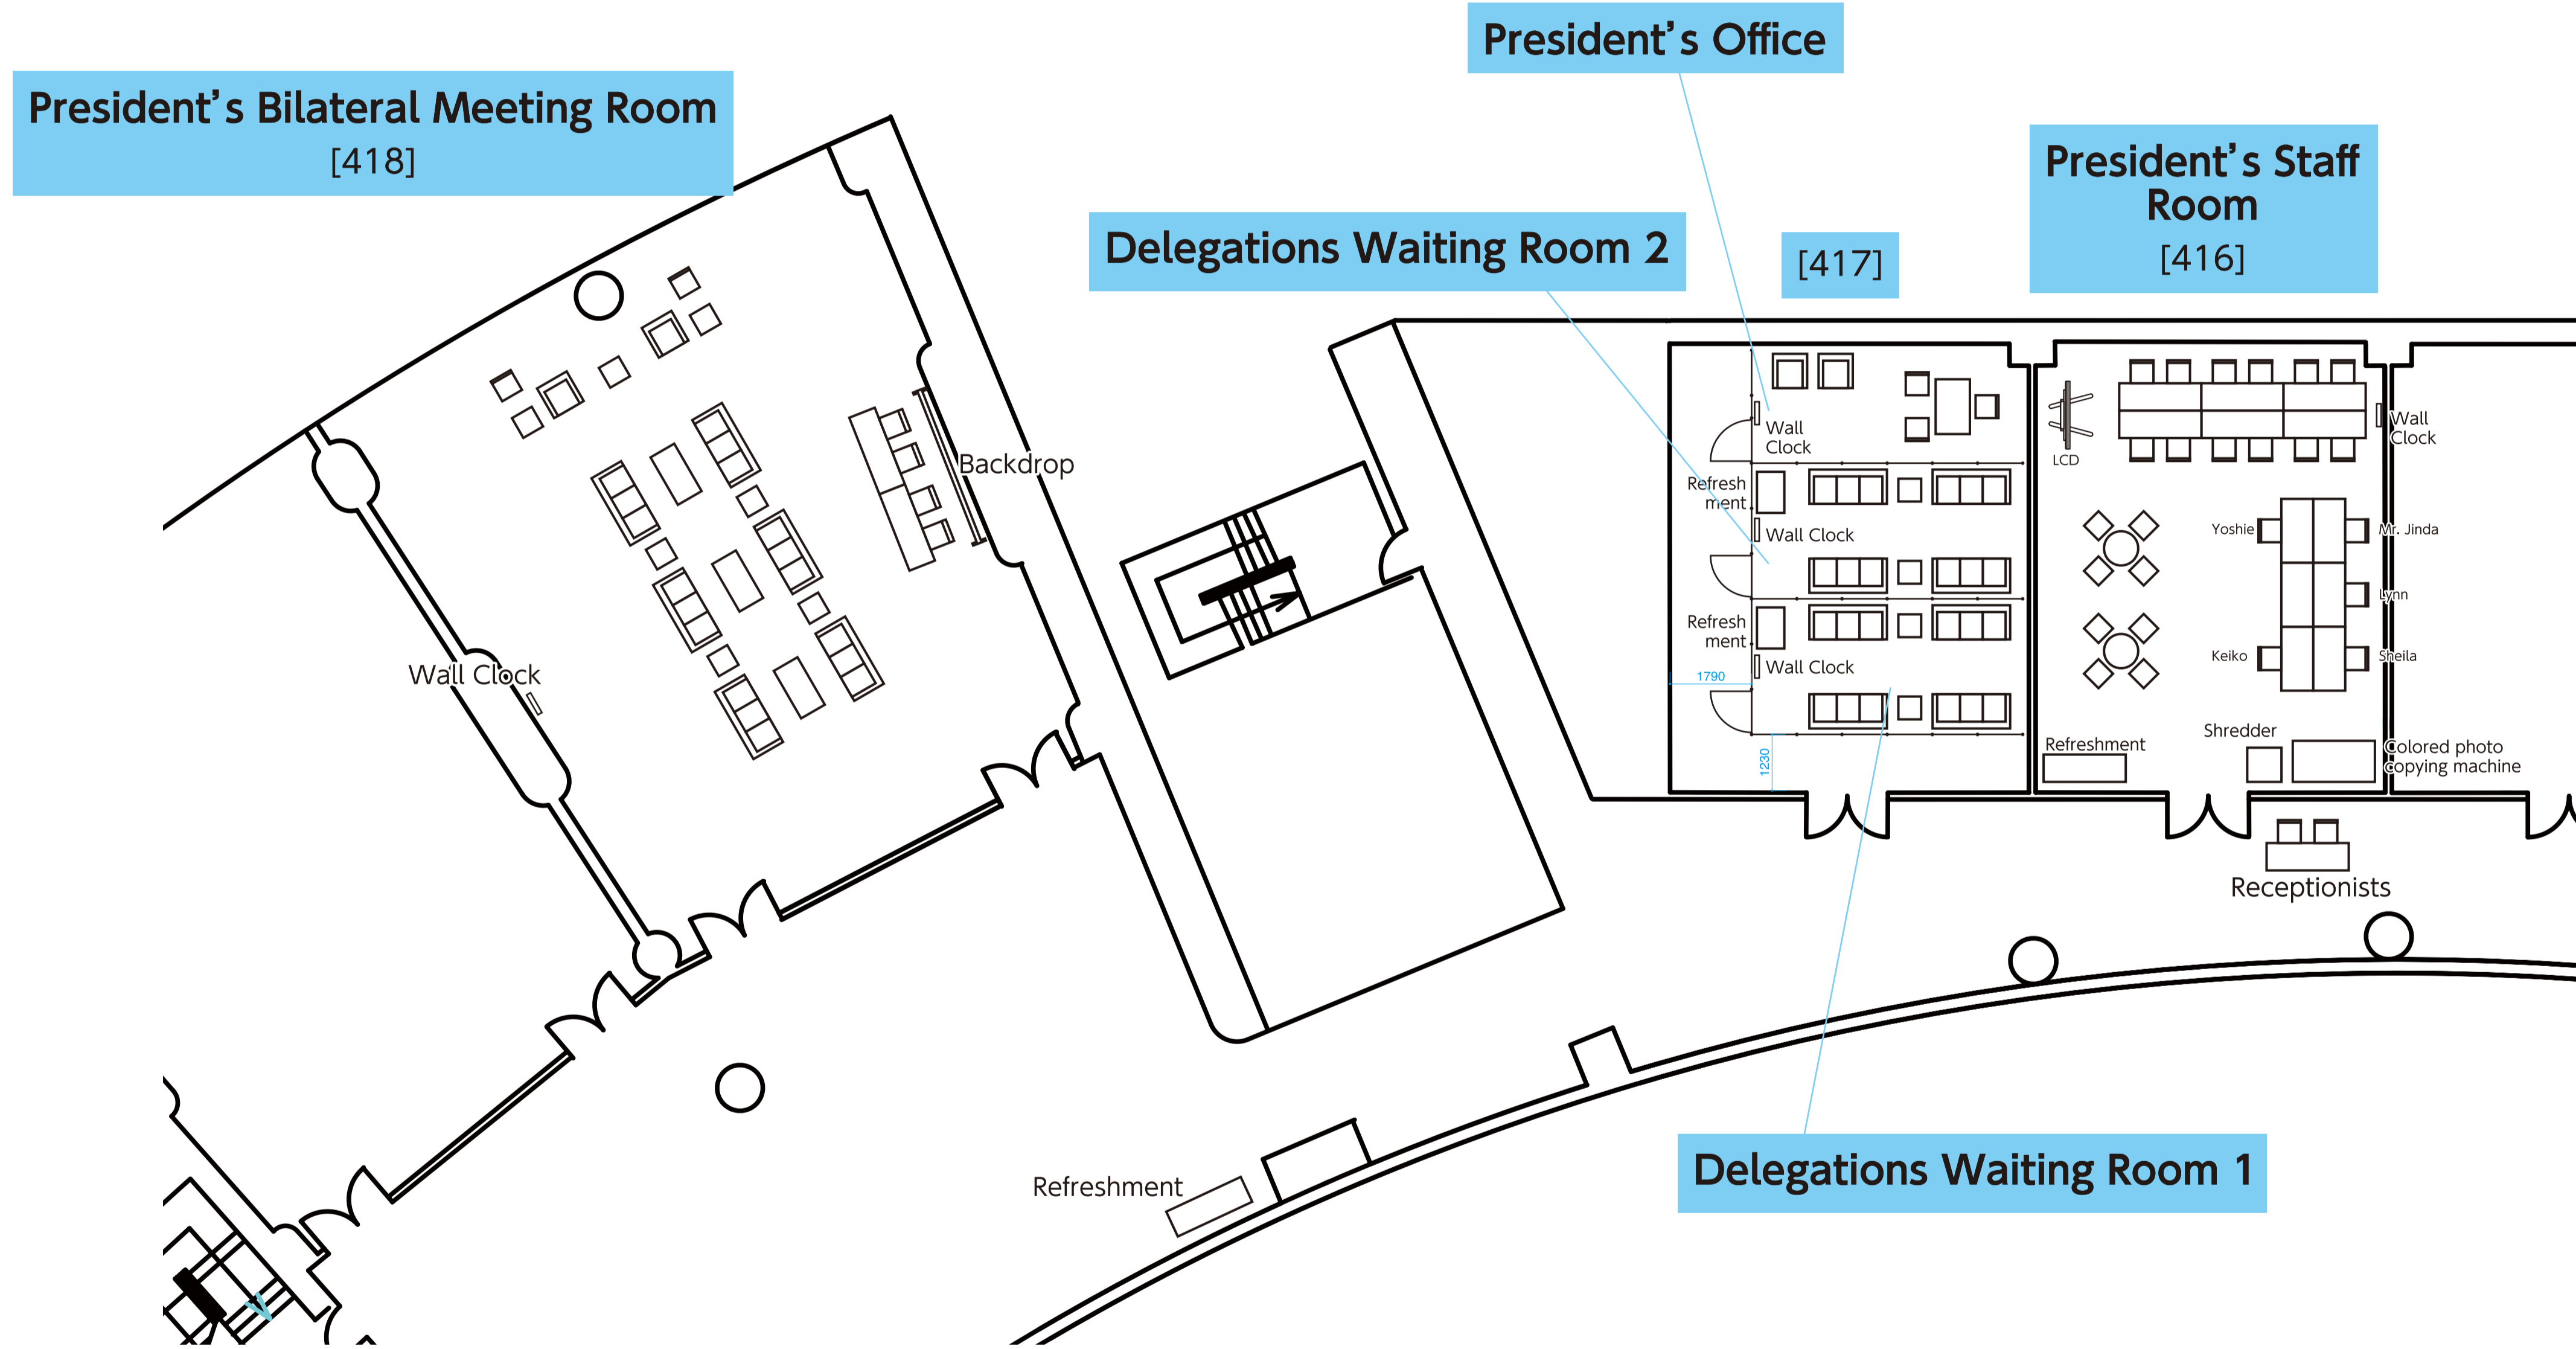 President's Office
President's Bilateral Meeting Room
[418]
President's Staff
Room
[416]
Delegations Waiting Room 2
[417]
Wall
Clock
Wall
Clock
LCD
Backdrop
Refresh
ment
Wall Clock
Yoshie
Mr. Jinda
Lynn
Refresh
ment
Wall Clock
Keiko
Sheila
Wall Clock
1790
1230
Shredder
Refreshment
Colored photo
copying machine
Receptionists
Delegations Waiting Room 1
Refreshment